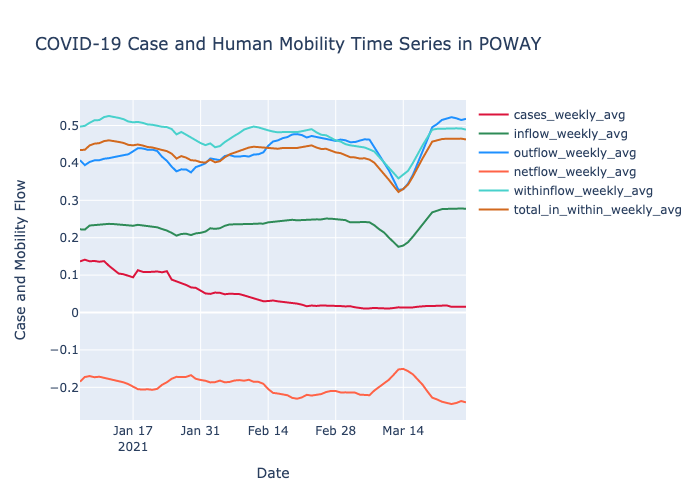 COVID-19 Case and Human Mobility Time Series in POWAY
Case and Mobility Flow
0.5
0.4
0.3
0.2
0.1
0
−0.1
−0.2
Jan 17
2021
Jan 31
Feb 14
Feb 28
Mar 14
Date
cases_weekly_avg
inflow_weekly_avg
outflow_weekly_avg
netflow_weekly_avg
withinflow_weekly_avg
total_in_within_weekly_avg